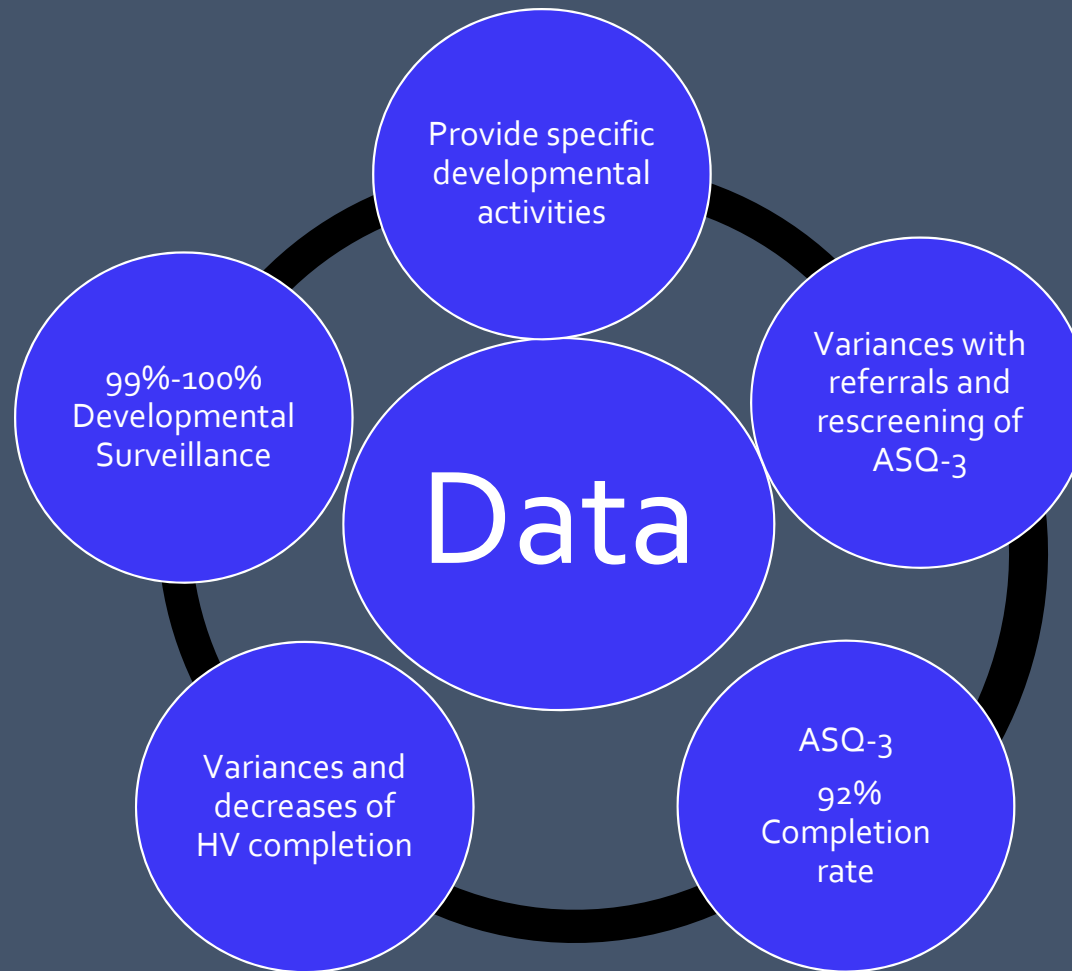 Provide specific
developmental
activities
Variances with
referrals and
rescreening of
ASQ-3
ASQ-3
92%
Completion
rate
Variances and
decreases of
HV completion
99%-100%
Developmental
Surveillance
Data